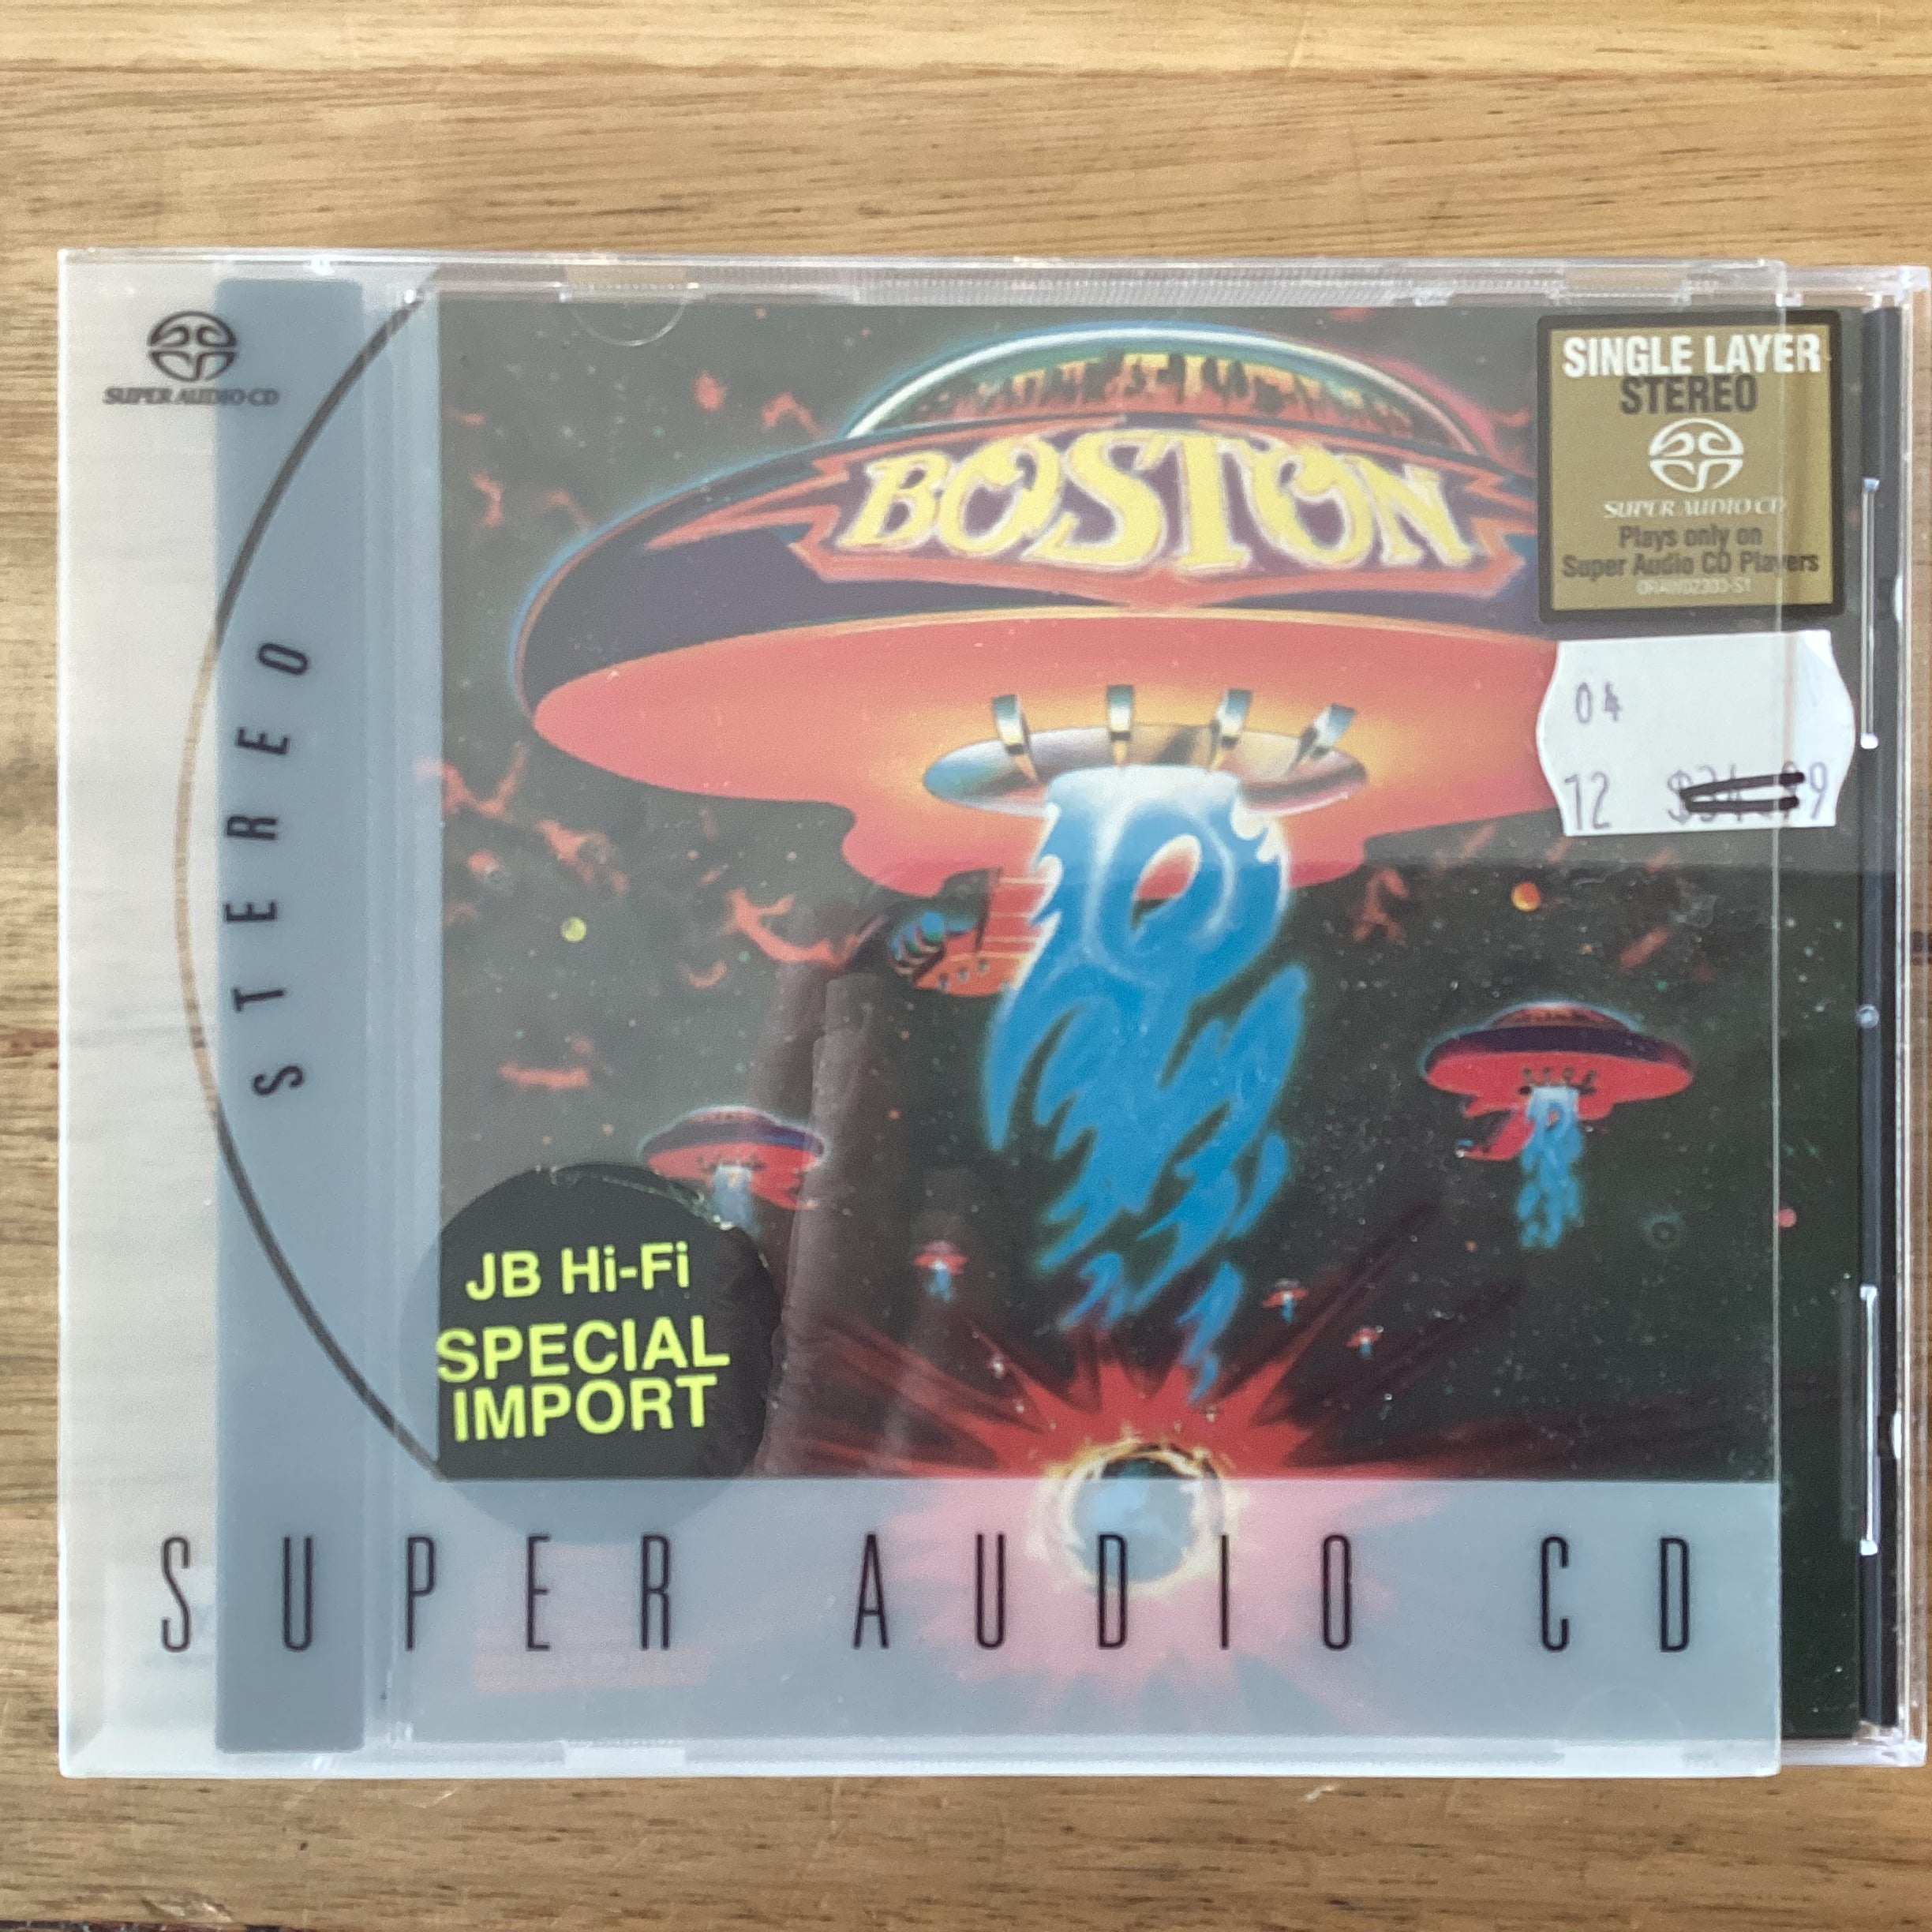 SUPER AUDIO CD
STEREO
BOSTON
SINGLE LAYER
STEREO
SUPER AUDIO CD
Plays only on
Super Audio CD Players
04
12
JB Hi-Fi
SPECIAL
IMPORT
SUPER AUDIO CD